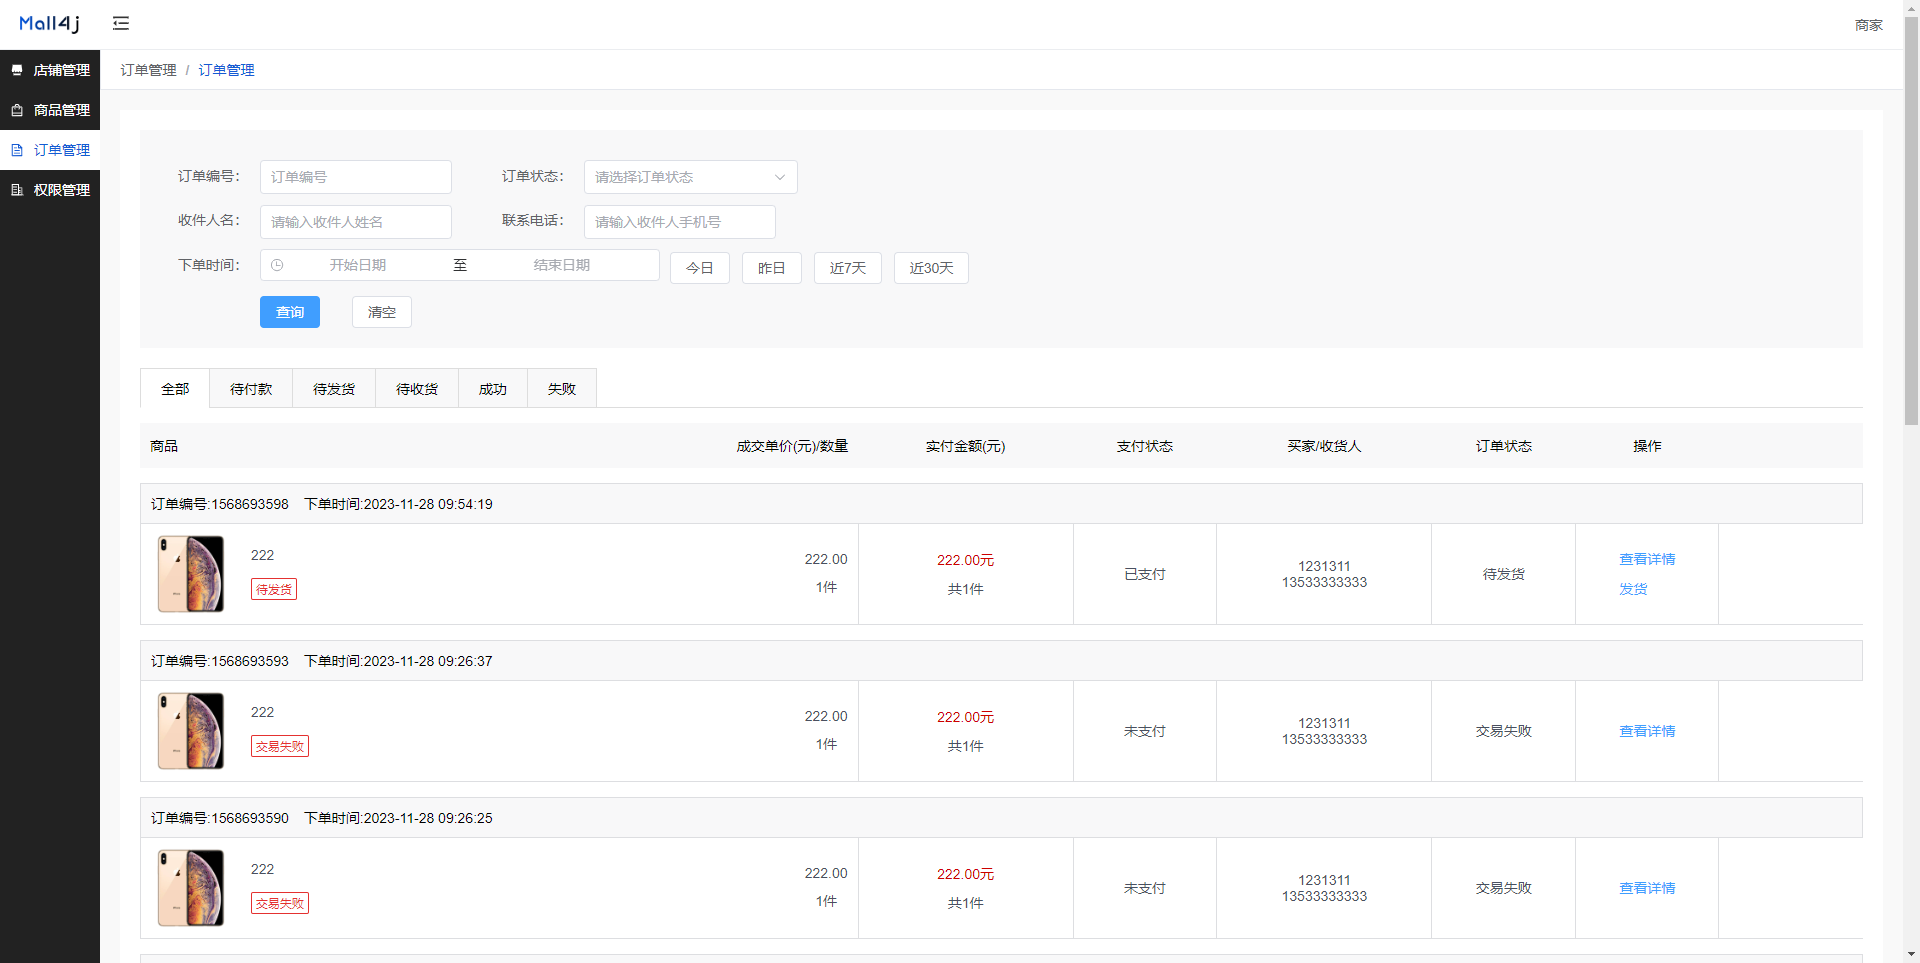 Mall4j
商家
店铺管理
商品管理
订单管理
权限管理
订单管理 / 订单管理
订单编号: 订单编号 订单状态: 请选择订单状态
收件人名: 请输入收件人姓名 联系电话: 请输入收件人手机号
下单时间: 开始日期 至 结束日期 今日 昨日 近7天 近30天
查询 清空
全部 待付款 待发货 待收货 成功 失败
商品 成交单价(元)/数量 实付金额(元) 支付状态 买家/收货人 订单状态 操作
订单编号:1568693598 下单时间:2023-11-28 09:54:19
222
待发货
222.00
1件
222.00元
共1件
已支付
1231311
13533333333
待发货
查看详情
发货
订单编号:1568693593 下单时间:2023-11-28 09:26:37
222
交易失败
222.00
1件
222.00元
共1件
未支付
1231311
13533333333
交易失败
查看详情
订单编号:1568693590 下单时间:2023-11-28 09:26:25
222
交易失败
222.00
1件
222.00元
共1件
未支付
1231311
13533333333
交易失败
查看详情